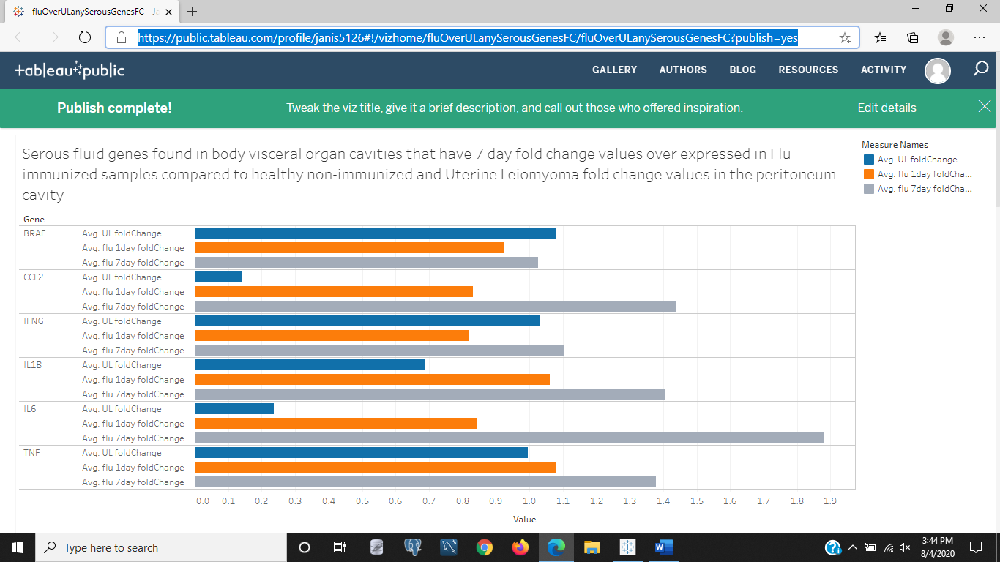 fluOverULanySerousGenesFC - Ja
https://public.tableau.com/profile/janis5126#!/vizhome/fluOverULanySerousGenesFC/fluOverULanySerousGenesFC?publish=yes
tableau public
GALLERY AUTHORS BLOG RESOURCES ACTIVITY
Publish complete! Tweak the viz title, give it a brief description, and call out those who offered inspiration. Edit details
Serous fluid genes found in body visceral organ cavities that have 7 day fold change values over expressed in Flu
immunized samples compared to healthy non-immunized and Uterine Leiomyoma fold change values in the peritoneum
cavity
Measure Names
Avg. UL foldChange
Avg. flu 1day foldCha...
Avg. flu 7day foldCha...
Gene
BRAF Avg. UL foldChange
Avg. flu 1day foldChange
Avg. flu 7day foldChange
CCL2 Avg. UL foldChange
Avg. flu 1day foldChange
Avg. flu 7day foldChange
IFNG Avg. UL foldChange
Avg. flu 1day foldChange
Avg. flu 7day foldChange
IL1B Avg. UL foldChange
Avg. flu 1day foldChange
Avg. flu 7day foldChange
IL6 Avg. UL foldChange
Avg. flu 1day foldChange
Avg. flu 7day foldChange
TNF Avg. UL foldChange
Avg. flu 1day foldChange
Avg. flu 7day foldChange
0.0 0.1 0.2 0.3 0.4 0.5 0.6 0.7 0.8 0.9 1.0 1.1 1.2 1.3 1.4 1.5 1.6 1.7 1.8 1.9
Value
Type here to search
3:44 PM
8/4/2020